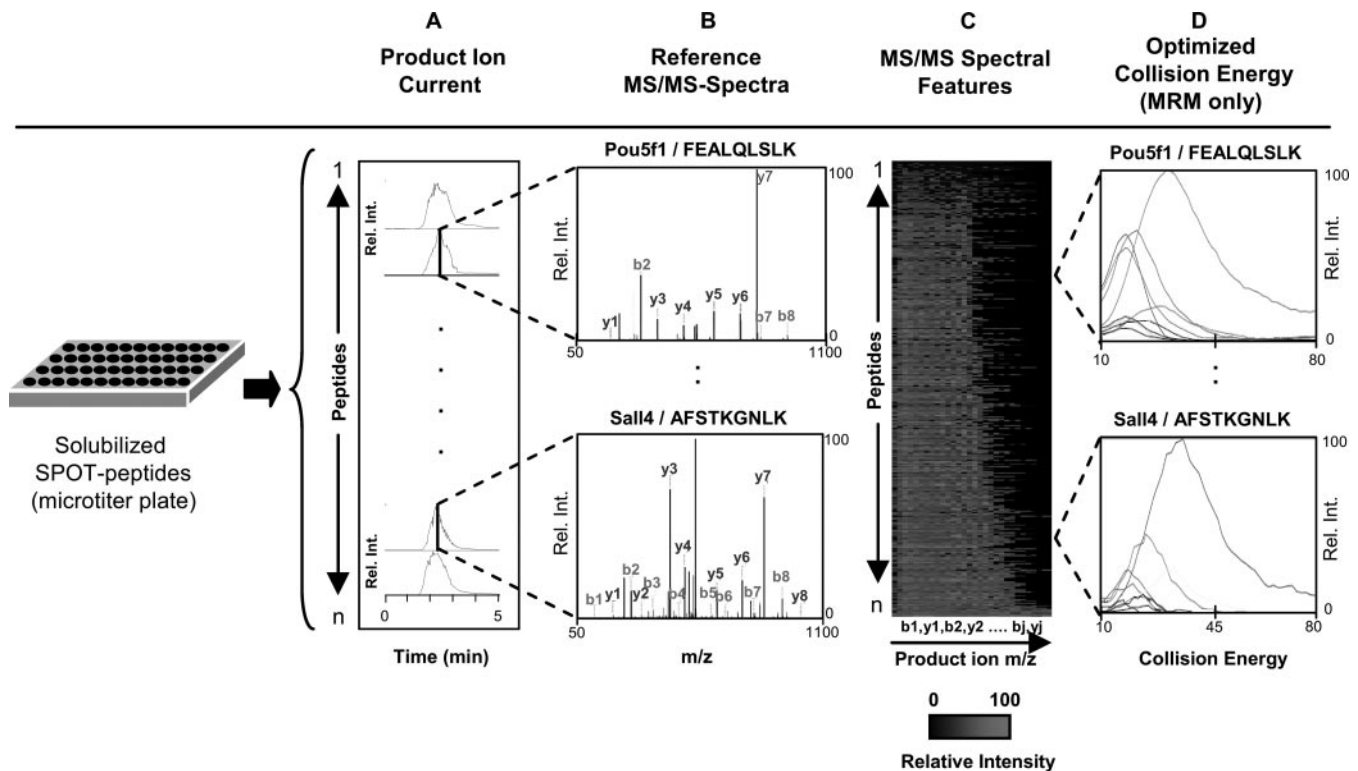 A
Product Ion
Current
B
Reference
MS/MS-Spectra
C
MS/MS Spectral
Features
D
Optimized
Collision Energy
(MRM only)
Solubilized
SPOT-peptides
(microtiter plate)
1
Peptides
n
Rel. Int.
Rel. Int.
0
5
Time (min)
Pou5f1 / FEALQLSLK
100
y7
Rel. Int.
b2
y3
y4
y5
y6
y1
b7
b8
0
50
1100
Sall4 / AFSTKGNLK
100
Rel. Int.
y3
y7
y4
y6
b2
b3
y5
b8
b1
y1
y2
b4
b5
b6
b7
y8
0
50
1100
m/z
1
Peptides
n
b1,y1,b2,y2 .... bj,yj
Product ion m/z
0
100
Relative Intensity
Pou5f1 / FEALQLSLK
100
Rel. Int.
0
10
80
Sall4 / AFSTKGNLK
100
Rel. Int.
0
10
45
80
Collision Energy